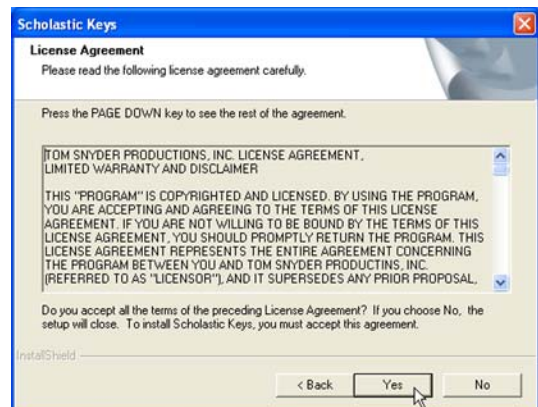 Scholastic Keys
License Agreement
Please read the following license agreement carefully.
Press the PAGE DOWN key to see the rest of the agreement.
TOM SNYDER PRODUCTIONS, INC. LICENSE AGREEMENT,
LIMITED WARRANTY AND DISCLAIMER
THIS "PROGRAM" IS COPYRIGHTED AND LICENSED. BY USING THE PROGRAM,
YOU ARE ACCEPTING AND AGREEING TO THE TERMS OF THIS LICENSE
AGREEMENT. IF YOU ARE NOT WILLING TO BE BOUND BY THE TERMS OF THIS
LICENSE AGREEMENT, YOU SHOULD PROMPTLY RETURN THE PROGRAM. THIS
LICENSE AGREEMENT REPRESENTS THE ENTIRE AGREEMENT CONCERNING
THE PROGRAM BETWEEN YOU AND TOM SNYDER PRODUCTINS, INC.
(REFERRED TO AS "LICENSOR"), AND IT SUPERSEDES ANY PRIOR PROPOSAL,
Do you accept all the terms of the preceding License Agreement? If you choose No, the
setup will close. To install Scholastic Keys, you must accept this agreement.
InstallShield
< Back Yes No